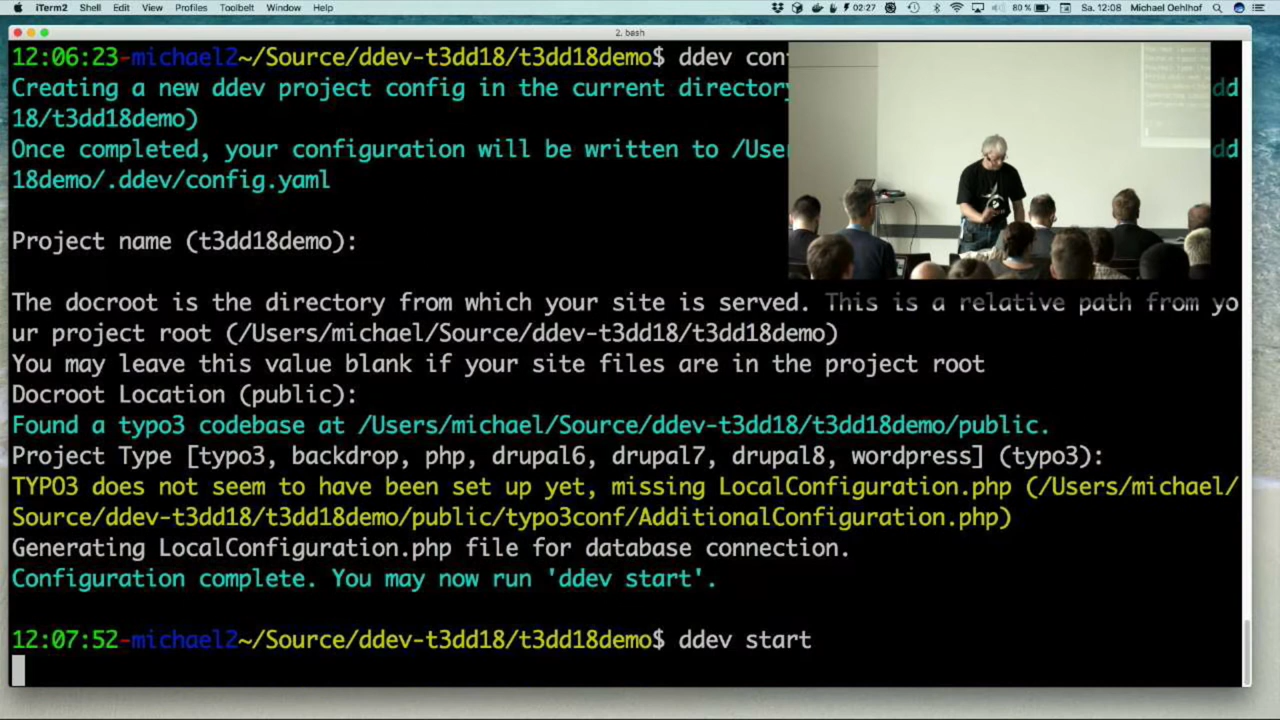 iTerm2 Shell Edit View Profiles Toolbelt Window Help 02:27 80 % Sa. 12:08 Michael Oehlhof
2. bash
12:06:23-michael2~/Source/ddev-t3dd18/t3dd18demo$ ddev con
Creating a new ddev project config in the current directory dd
18/t3dd18demo)
Once completed, your configuration will be written to /Use dd
18demo/.ddev/config.yaml
Project name (t3dd18demo):
The docroot is the directory from which your site is served. This is a relative path from yo
ur project root (/Users/michael/Source/ddev-t3dd18/t3dd18demo)
You may leave this value blank if your site files are in the project root
Docroot Location (public):
Found a typo3 codebase at /Users/michael/Source/ddev-t3dd18/t3dd18demo/public.
Project Type [typo3, backdrop, php, drupal6, drupal7, drupal8, wordpress] (typo3):
TYPO3 does not seem to have been set up yet, missing LocalConfiguration.php (/Users/michael/
Source/ddev-t3dd18/t3dd18demo/public/typo3conf/AdditionalConfiguration.php)
Generating LocalConfiguration.php file for database connection.
Configuration complete. You may now run 'ddev start'.
12:07:52-michael2~/Source/ddev-t3dd18/t3dd18demo$ ddev start